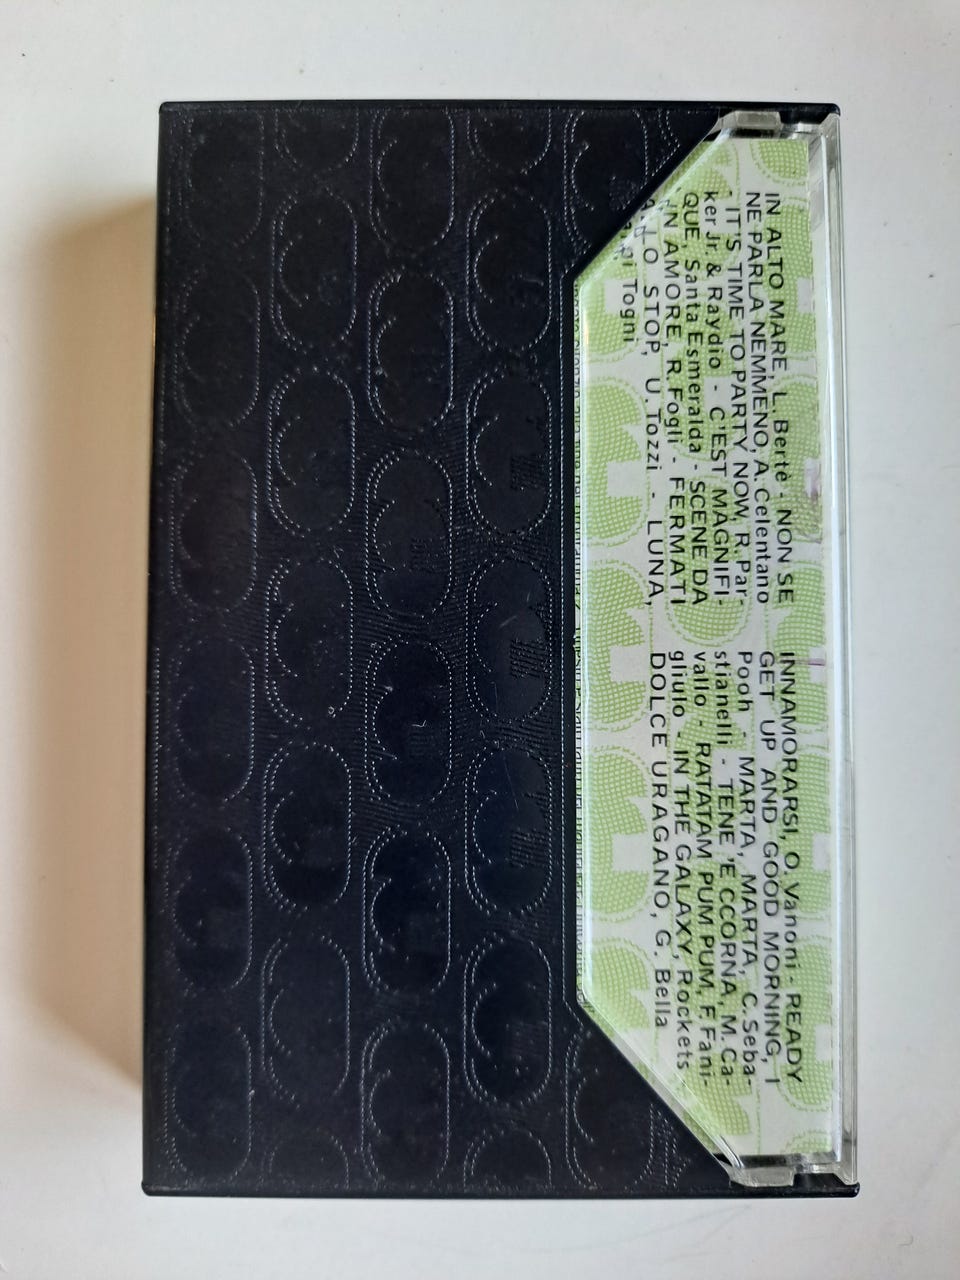 IN ALTO MARE, L. Bertè - NON SE
NE PARLA NEMMENO, A. Celentano
- IT'S TIME TO PARTY NOW, R. Par-
ker Jr. & Raydio - C'EST MAGNIFI-
QUE, Santa Esmeralda - SCENE DA
UN AMORE, R. Fogli - FERMATI
ALLO STOP, U. Tozzi - LUNA,
Togni
INNAMORARSI, O. Vanoni - READY
GET UP AND GOOD MORNING, I
Pooh - MARTA, MARTA, C. Seba-
stianelli - TENE 'E CCORNA, M. Ca-
vallo - RATATAM PUM PUM, F. Fani-
gliulo - IN THE GALAXY, Rockets
DOLCE URAGANO, G. Bella